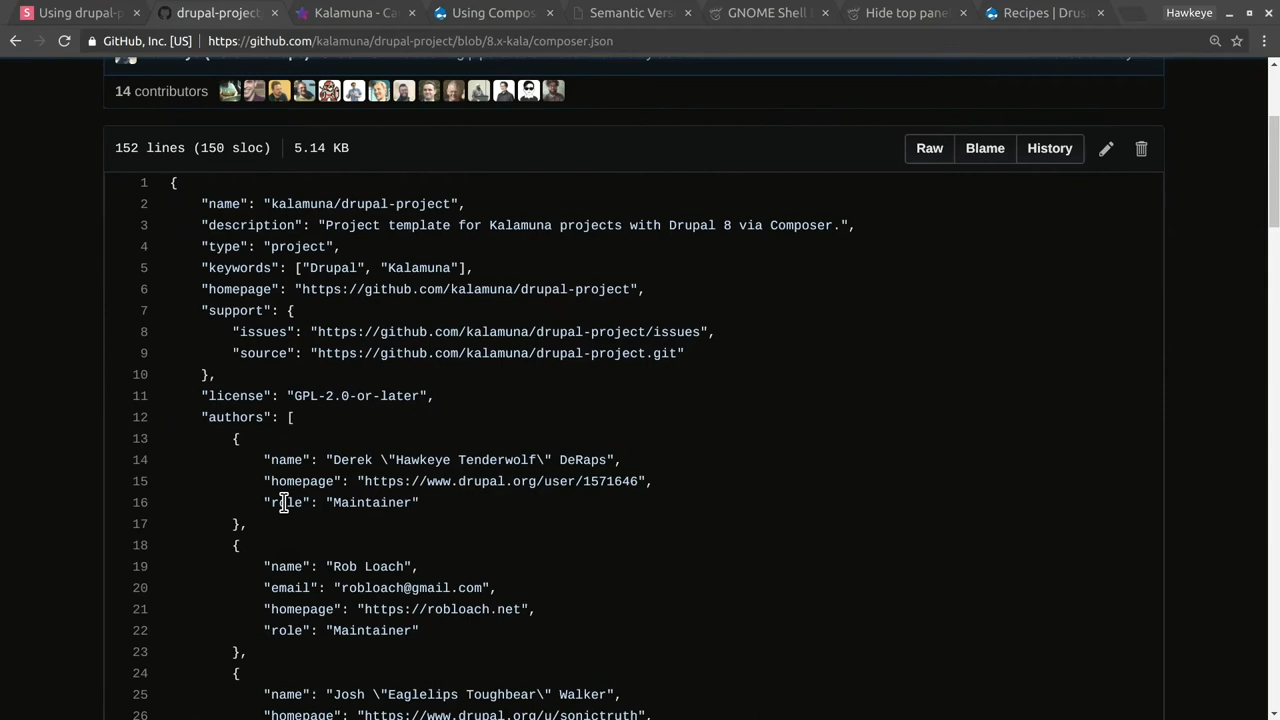 Using drupal-p
drupal-projec
Kalamuna - Ca
Using Compos
Semantic Vers
GNOME Shell
Hide top pane
Recipes | Drus
Hawkeye
GitHub, Inc. [US]
https://github.com/kalamuna/drupal-project/blob/8.x-kala/composer.json
14 contributors
152 lines (150 sloc) 5.14 KB
Raw
Blame
History
1 {
2 "name": "kalamuna/drupal-project",
3 "description": "Project template for Kalamuna projects with Drupal 8 via Composer.",
4 "type": "project",
5 "keywords": ["Drupal", "Kalamuna"],
6 "homepage": "https://github.com/kalamuna/drupal-project",
7 "support": {
8 "issues": "https://github.com/kalamuna/drupal-project/issues",
9 "source": "https://github.com/kalamuna/drupal-project.git"
10 },
11 "license": "GPL-2.0-or-later",
12 "authors": [
13 {
14 "name": "Derek \"Hawkeye Tenderwolf\" DeRaps",
15 "homepage": "https://www.drupal.org/user/1571646",
16 "role": "Maintainer"
17 },
18 {
19 "name": "Rob Loach",
20 "email": "robloach@gmail.com",
21 "homepage": "https://robloach.net",
22 "role": "Maintainer"
23 },
24 {
25 "name": "Josh \"Eaglelips Toughbear\" Walker",
26 "homepage": "https://www.drupal.org/u/sonictruth",